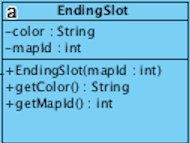 a
EndingSlot
-color : String
-mapId : int
+EndingSlot(mapId : int)
+getColor() : String
+getMapId() : int